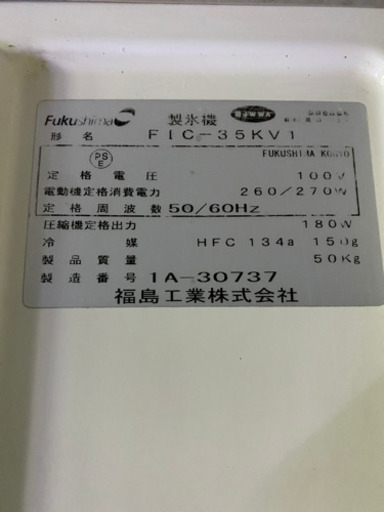 Fukushima 製氷機 JWWA
形名 FIC-35KV1
PS E FUKUSHIMA KOGYO
定格電圧 100V
電動機定格消費電力 260/270W
定格周波数 50/60Hz
圧縮機定格出力 180W
冷媒 HFC 134a 150g
製品質量 50Kg
製造番号 1A-30737
福島工業株式会社